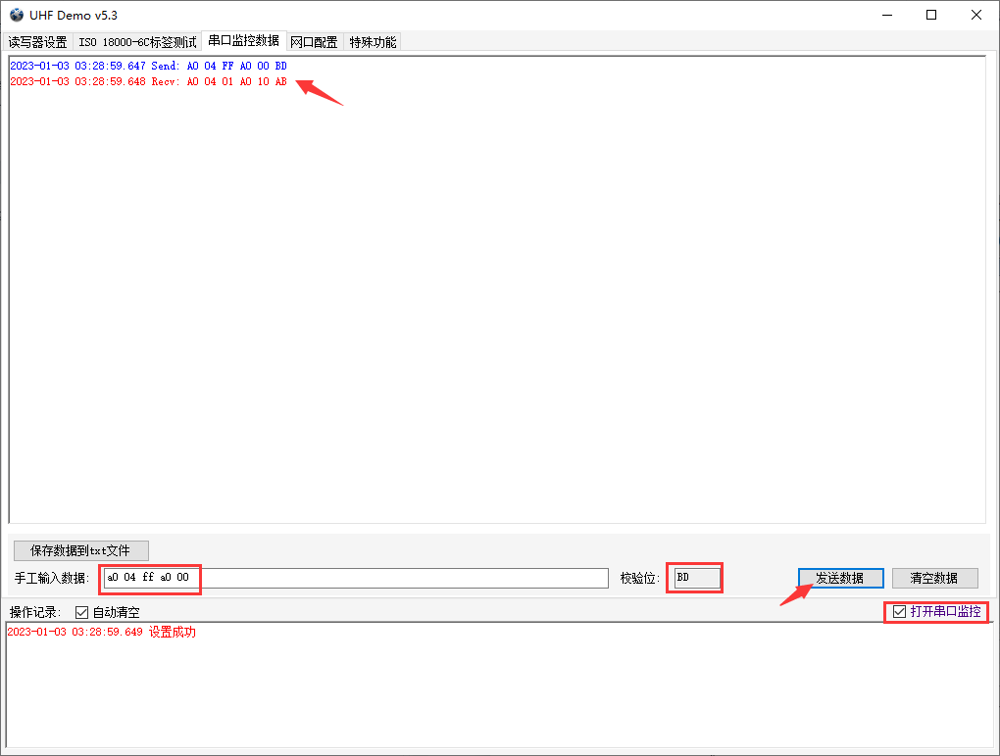 UHF Demo v5.3
读写器设置 ISO 18000-6C标签测试 串口监控数据 网口配置 特殊功能
2023-01-03 03:28:59.647 Send: A0 04 FF A0 00 BD
2023-01-03 03:28:59.648 Recv: A0 04 01 A0 10 AB
保存数据到txt文件
手工输入数据: a0 04 ff a0 00 校验位: BD 发送数据 清空数据
操作记录: 自动清空 打开串口监控
2023-01-03 03:28:59.649 设置成功